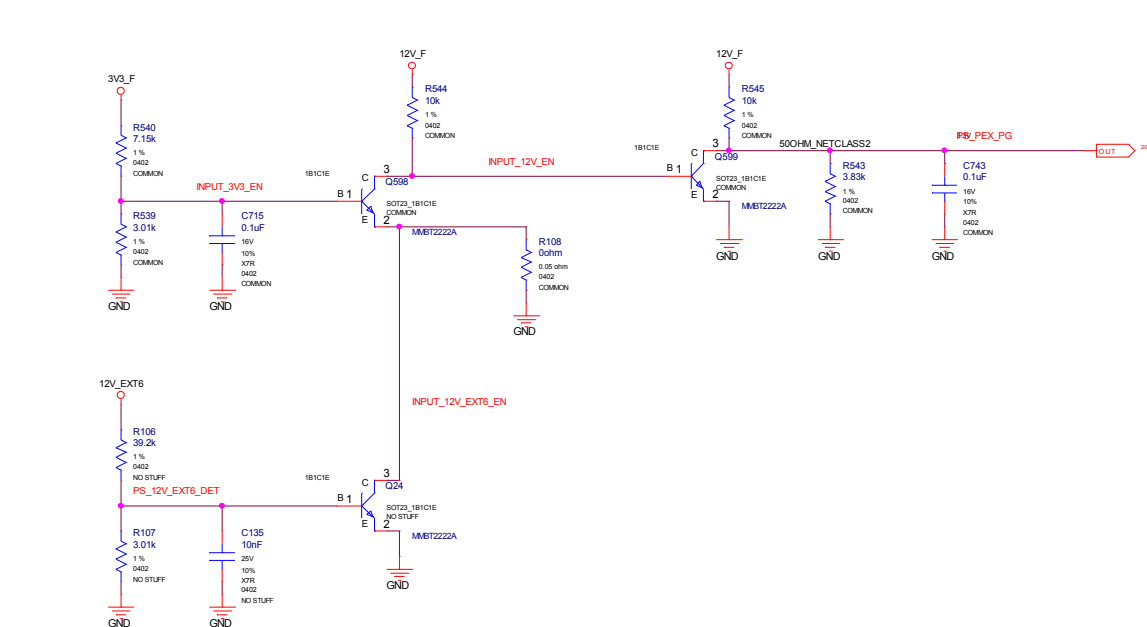 3V3_F
R540
7.15k
1 %
0402
COMMON
INPUT_3V3_EN
R539
3.01k
1 %
0402
COMMON
GND
C715
0.1uF
16V
10%
X7R
0402
COMMON
GND
12V_F
R544
10k
1 %
0402
COMMON
1B1C1E
B 1
C
3
Q598
SOT23_1B1C1E
COMMON
E
2
MMBT2222A
INPUT_12V_EN
R108
0ohm
0.05 ohm
0402
COMMON
GND
12V_F
R545
10k
1 %
0402
COMMON
1B1C1E
B 1
C
3
Q599
SOT23_1B1C1E
COMMON
E
2
MMBT2222A
GND
50OHM_NETCLASS2
R543
3.83k
1 %
0402
COMMON
GND
PS_PEX_PG
C743
0.1uF
16V
10%
X7R
0402
COMMON
GND
OUT
12V_EXT6
R106
39.2k
1 %
0402
NO STUFF
PS_12V_EXT6_DET
R107
3.01k
1 %
0402
NO STUFF
GND
C135
10nF
25V
10%
X7R
0402
NO STUFF
GND
INPUT_12V_EXT6_EN
1B1C1E
B 1
C
3
Q24
SOT23_1B1C1E
NO STUFF
E
2
MMBT2222A
GND